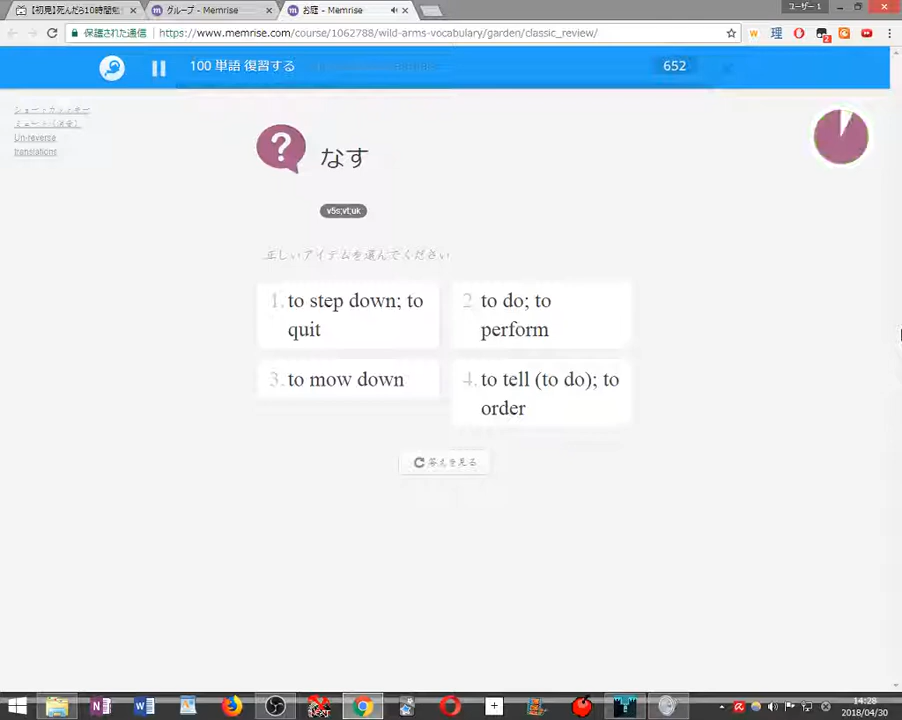 【初見】死んだら10時間勉強
グループ - Memrise
お庭 - Memrise
ユーザー 1
保護された通信
https://www.memrise.com/course/1062788/wild-arms-vocabulary/garden/classic_review/
100 単語 復習する
652
Un-reverse
translations
なす
v5s;vt;uk
正しいアイテムを選んでください
1. to step down; to
quit
2 to do; to
perform
3. to mow down
4. to tell (to do); to
order
答えを見る
14:28
2018/04/30